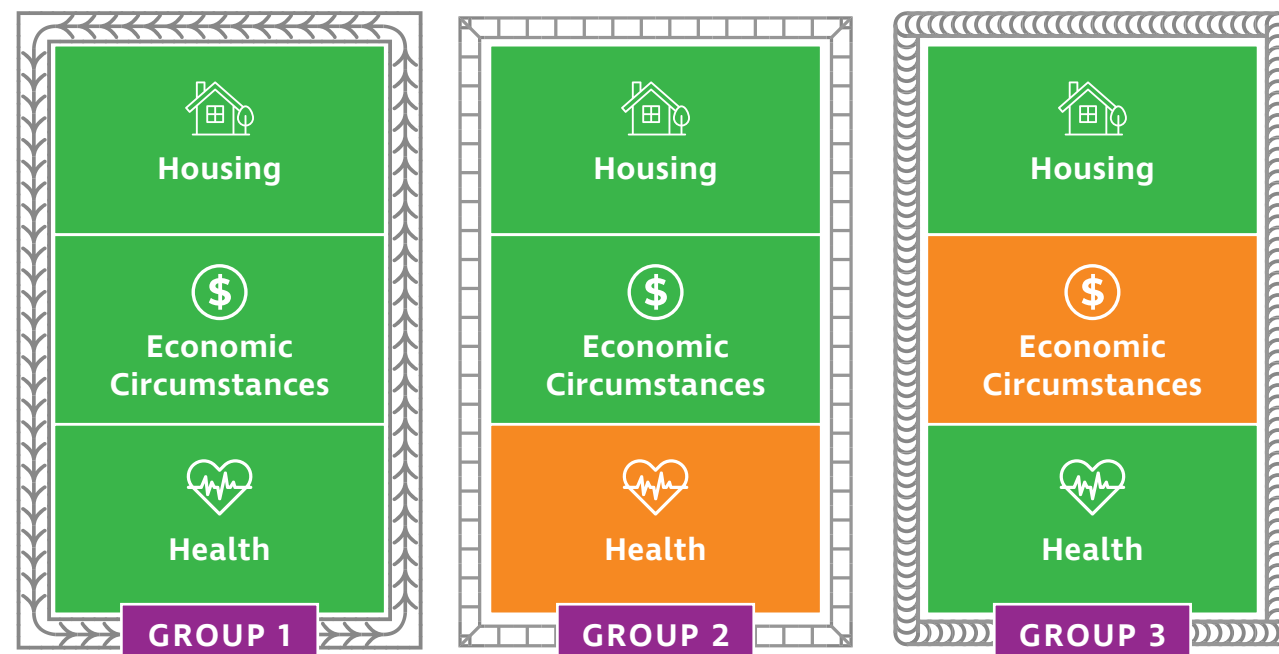 Housing
$
Economic
Circumstances
Health
GROUP 1
Housing
$
Economic
Circumstances
Health
GROUP 2
Housing
$
Economic
Circumstances
Health
GROUP 3